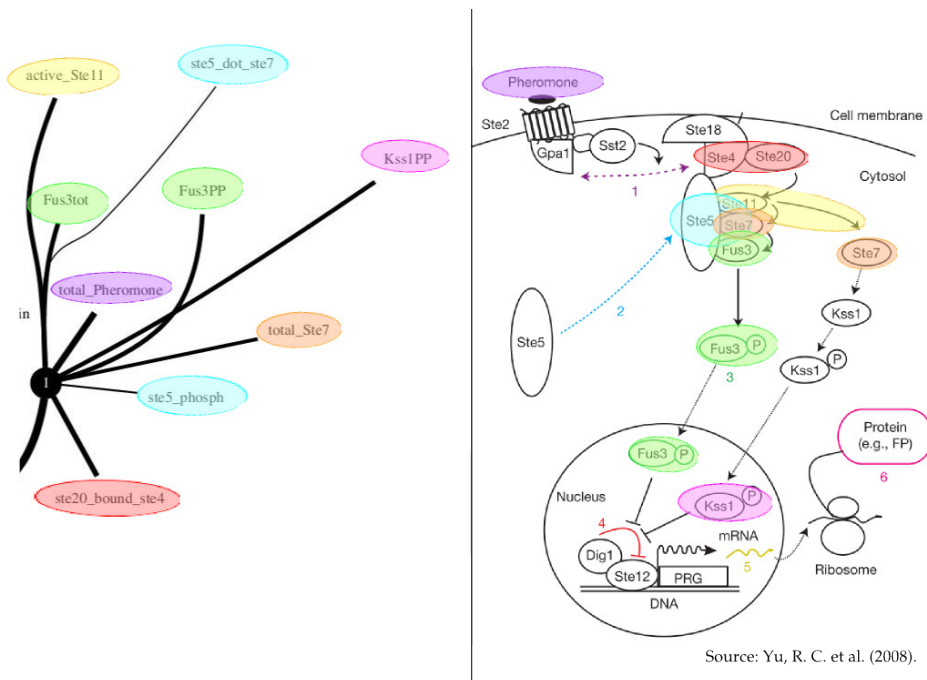 active_Ste11
ste5_dot_ste7
Kss1PP
Fus3tot
Fus3PP
total_Pheromone
in
total_Ste7
1
ste5_phosph
ste20_bound_ste4
Pheromone
Cell membrane
Ste2
Ste18
Gpa1
Sst2
Ste4
Ste20
Cytosol
1
Ste11
Ste5
Ste7
Fus3
Ste7
2
Kss1
Ste5
Fus3
P
3
Kss1
P
Protein
(e.g., FP)
6
Fus3
P
Nucleus
Kss1
P
4
mRNA
Dig1
5
Ste12
PRG
Ribosome
DNA
Source: Yu, R. C. et al. (2008).